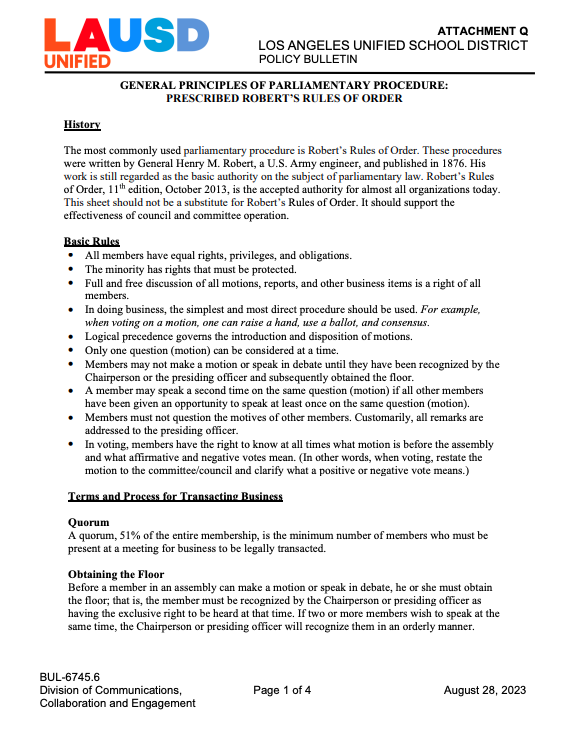 LAUSD
UNIFIED
ATTACHMENT Q
LOS ANGELES UNIFIED SCHOOL DISTRICT
POLICY BULLETIN
GENERAL PRINCIPLES OF PARLIAMENTARY PROCEDURE:
PRESCRIBED ROBERT'S RULES OF ORDER
History
The most commonly used parliamentary procedure is Robert's Rules of Order. These procedures
were written by General Henry M. Robert, a U.S. Army engineer, and published in 1876. His
work is still regarded as the basic authority on the subject of parliamentary law. Robert's Rules
of Order, 11th edition, October 2013, is the accepted authority for almost all organizations today.
This sheet should not be a substitute for Robert's Rules of Order. It should support the
effectiveness of council and committee operation.
Basic Rules
• All members have equal rights, privileges, and obligations.
• The minority has rights that must be protected.
• Full and free discussion of all motions, reports, and other business items is a right of all
members.
• In doing business, the simplest and most direct procedure should be used. For example,
when voting on a motion, one can raise a hand, use a ballot, and consensus.
• Logical precedence governs the introduction and disposition of motions.
• Only one question (motion) can be considered at a time.
• Members may not make a motion or speak in debate until they have been recognized by the
Chairperson or the presiding officer and subsequently obtained the floor.
• A member may speak a second time on the same question (motion) if all other members
have been given an opportunity to speak at least once on the same question (motion).
• Members must not question the motives of other members. Customarily, all remarks are
addressed to the presiding officer.
• In voting, members have the right to know at all times what motion is before the assembly
and what affirmative and negative votes mean. (In other words, when voting, restate the
motion to the committee/council and clarify what a positive or negative vote means.)
Terms and Process for Transacting Business
Quorum
A quorum, 51% of the entire membership, is the minimum number of members who must be
present at a meeting for business to be legally transacted.
Obtaining the Floor
Before a member in an assembly can make a motion or speak in debate, he or she must obtain
the floor; that is, the member must be recognized by the Chairperson or presiding officer as
having the exclusive right to be heard at that time. If two or more members wish to speak at the
same time, the Chairperson or presiding officer will recognize them in an orderly manner.
BUL-6745.6
Division of Communications,
Collaboration and Engagement
Page 1 of 4
August 28, 2023